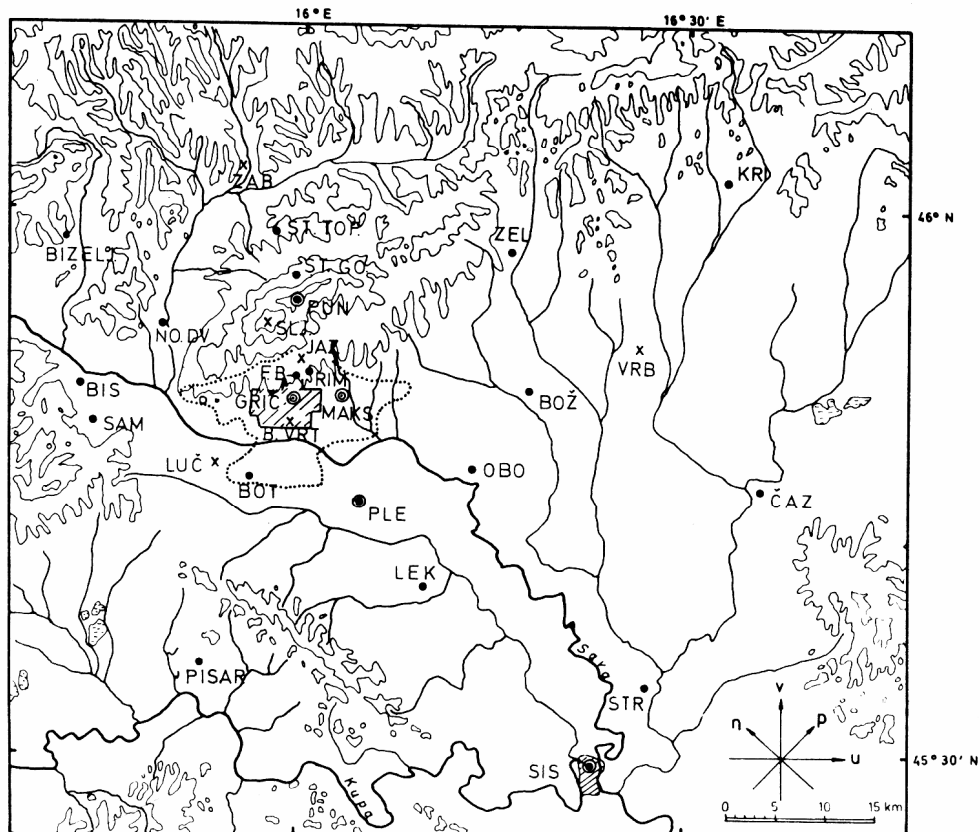 16° E
16° 30' E
ZAB
KRI
46° N
ST.TOP.
ZEL
BIZELJ
ST.GO
PUN
NO.DV
SLJ
JAZ
VRB
BIS
RIM
GRIČ
MAKS
BOŽ
SAM
B.VRT
LUČ
OBO
BOT
ČAZ
PLE
LEK
Sava
PISAR
STR
v
n
p
u
45° 30' N
SIS
Kupa
0 5 10 15 km